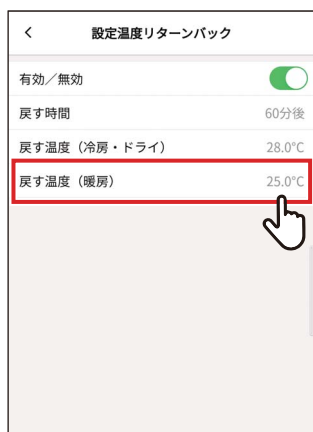 設定温度リターンバック
有効／無効
戻す時間 60分後
戻す温度（冷房・ドライ） 28.0°C
戻す温度（暖房） 25.0°C